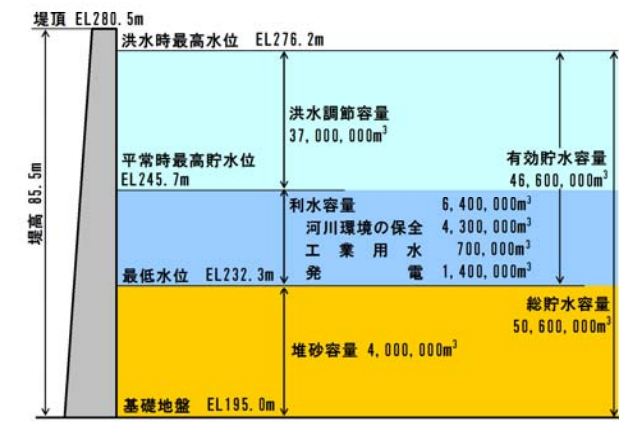 堤頂 EL280.5m
洪水時最高水位 EL276.2m
洪水調節容量
37,000,000m³
平常時最高貯水位
EL245.7m
有効貯水容量
46,600,000m³
利水容量 6,400,000m³
河川環境の保全 4,300,000m³
工業用水 700,000m³
発電 1,400,000m³
最低水位 EL232.3m
総貯水容量
50,600,000m³
堆砂容量 4,000,000m³
基礎地盤 EL195.0m
堤高 85.5m